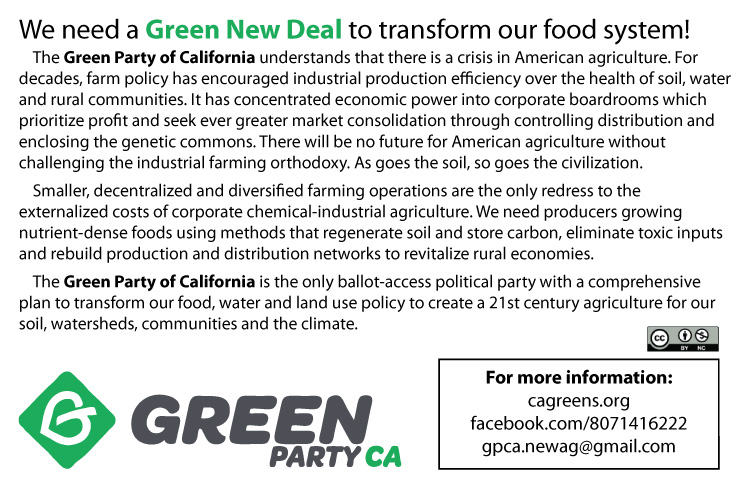 We need a Green New Deal to transform our food system!
The Green Party of California understands that there is a crisis in American agriculture. For
decades, farm policy has encouraged industrial production efficiency over the health of soil, water
and rural communities. It has concentrated economic power into corporate boardrooms which
prioritize profit and seek ever greater market consolidation through controlling distribution and
enclosing the genetic commons. There will be no future for American agriculture without
challenging the industrial farming orthodoxy. As goes the soil, so goes the civilization.
Smaller, decentralized and diversified farming operations are the only redress to the
externalized costs of corporate chemical-industrial agriculture. We need producers growing
nutrient-dense foods using methods that regenerate soil and store carbon, eliminate toxic inputs
and rebuild production and distribution networks to revitalize rural economies.
The Green Party of California is the only ballot-access political party with a comprehensive
plan to transform our food, water and land use policy to create a 21st century agriculture for our
soil, watersheds, communities and the climate.
cc
BY NC
GREEN
PARTY CA
For more information:
cagreens.org
facebook.com/8071416222
gpca.newag@gmail.com